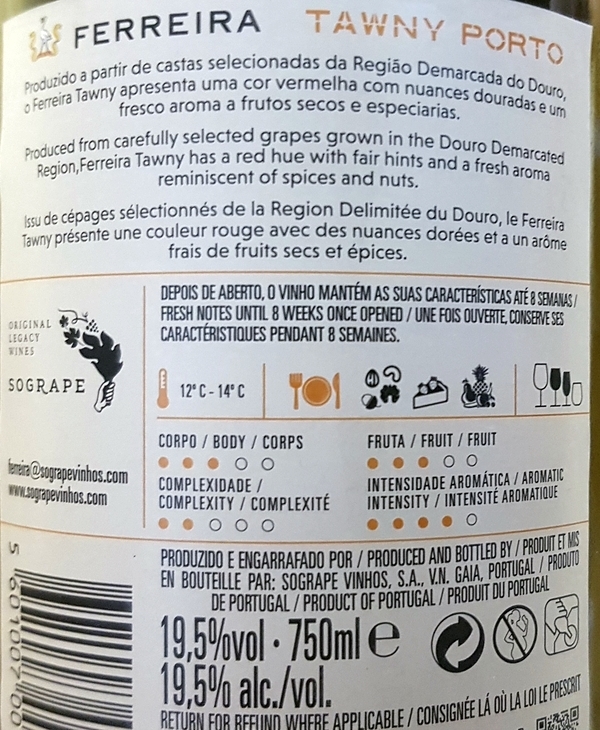 FERREIRA TAWNY PORTO
Produzido a partir de castas selecionadas da Região Demarcada do Douro,
o Ferreira Tawny apresenta uma cor vermelha com nuances douradas e um
fresco aroma a frutos secos e especiarias.
Produced from carefully selected grapes grown in the Douro Demarcated
Region,Ferreira Tawny has a red hue with fair hints and a fresh aroma
reminiscent of spices and nuts.
Issu de cépages sélectionnés de la Region Delimitée du Douro, le Ferreira
Tawny présente une couleur rouge avec des nuances dorées et a un arôme
frais de fruits secs et épices.
ORIGINAL
LEGACY
WINES
SOGRAPE
ferreira@sograpevinhos.com
www.sograpevinhos.com
DEPOIS DE ABERTO, O VINHO MANTÉM AS SUAS CARACTERÍSTICAS ATÉ 8 SEMANAS /
FRESH NOTES UNTIL 8 WEEKS ONCE OPENED / UNE FOIS OUVERTE, CONSERVE SES
CARACTÉRISTIQUES PENDANT 8 SEMAINES.
12° C - 14° C
CORPO / BODY / CORPS
COMPLEXIDADE /
COMPLEXITY / COMPLEXITÉ
FRUTA / FRUIT / FRUIT
INTENSIDADE AROMÁTICA / AROMATIC
INTENSITY / INTENSITÉ AROMATIQUE
PRODUZIDO E ENGARRAFADO POR / PRODUCED AND BOTTLED BY / PRODUIT ET MIS
EN BOUTEILLE PAR: SOGRAPE VINHOS, S.A., V.N. GAIA, PORTUGAL / PRODUTO
DE PORTUGAL / PRODUCT OF PORTUGAL / PRODUIT DU PORTUGAL
19,5%vol · 750ml e
19,5% alc./vol.
RETURN FOR REFUND WHERE APPLICABLE / CONSIGNÉE LÁ OÙ LA LOI LE PRESCRIT
5 601007 00